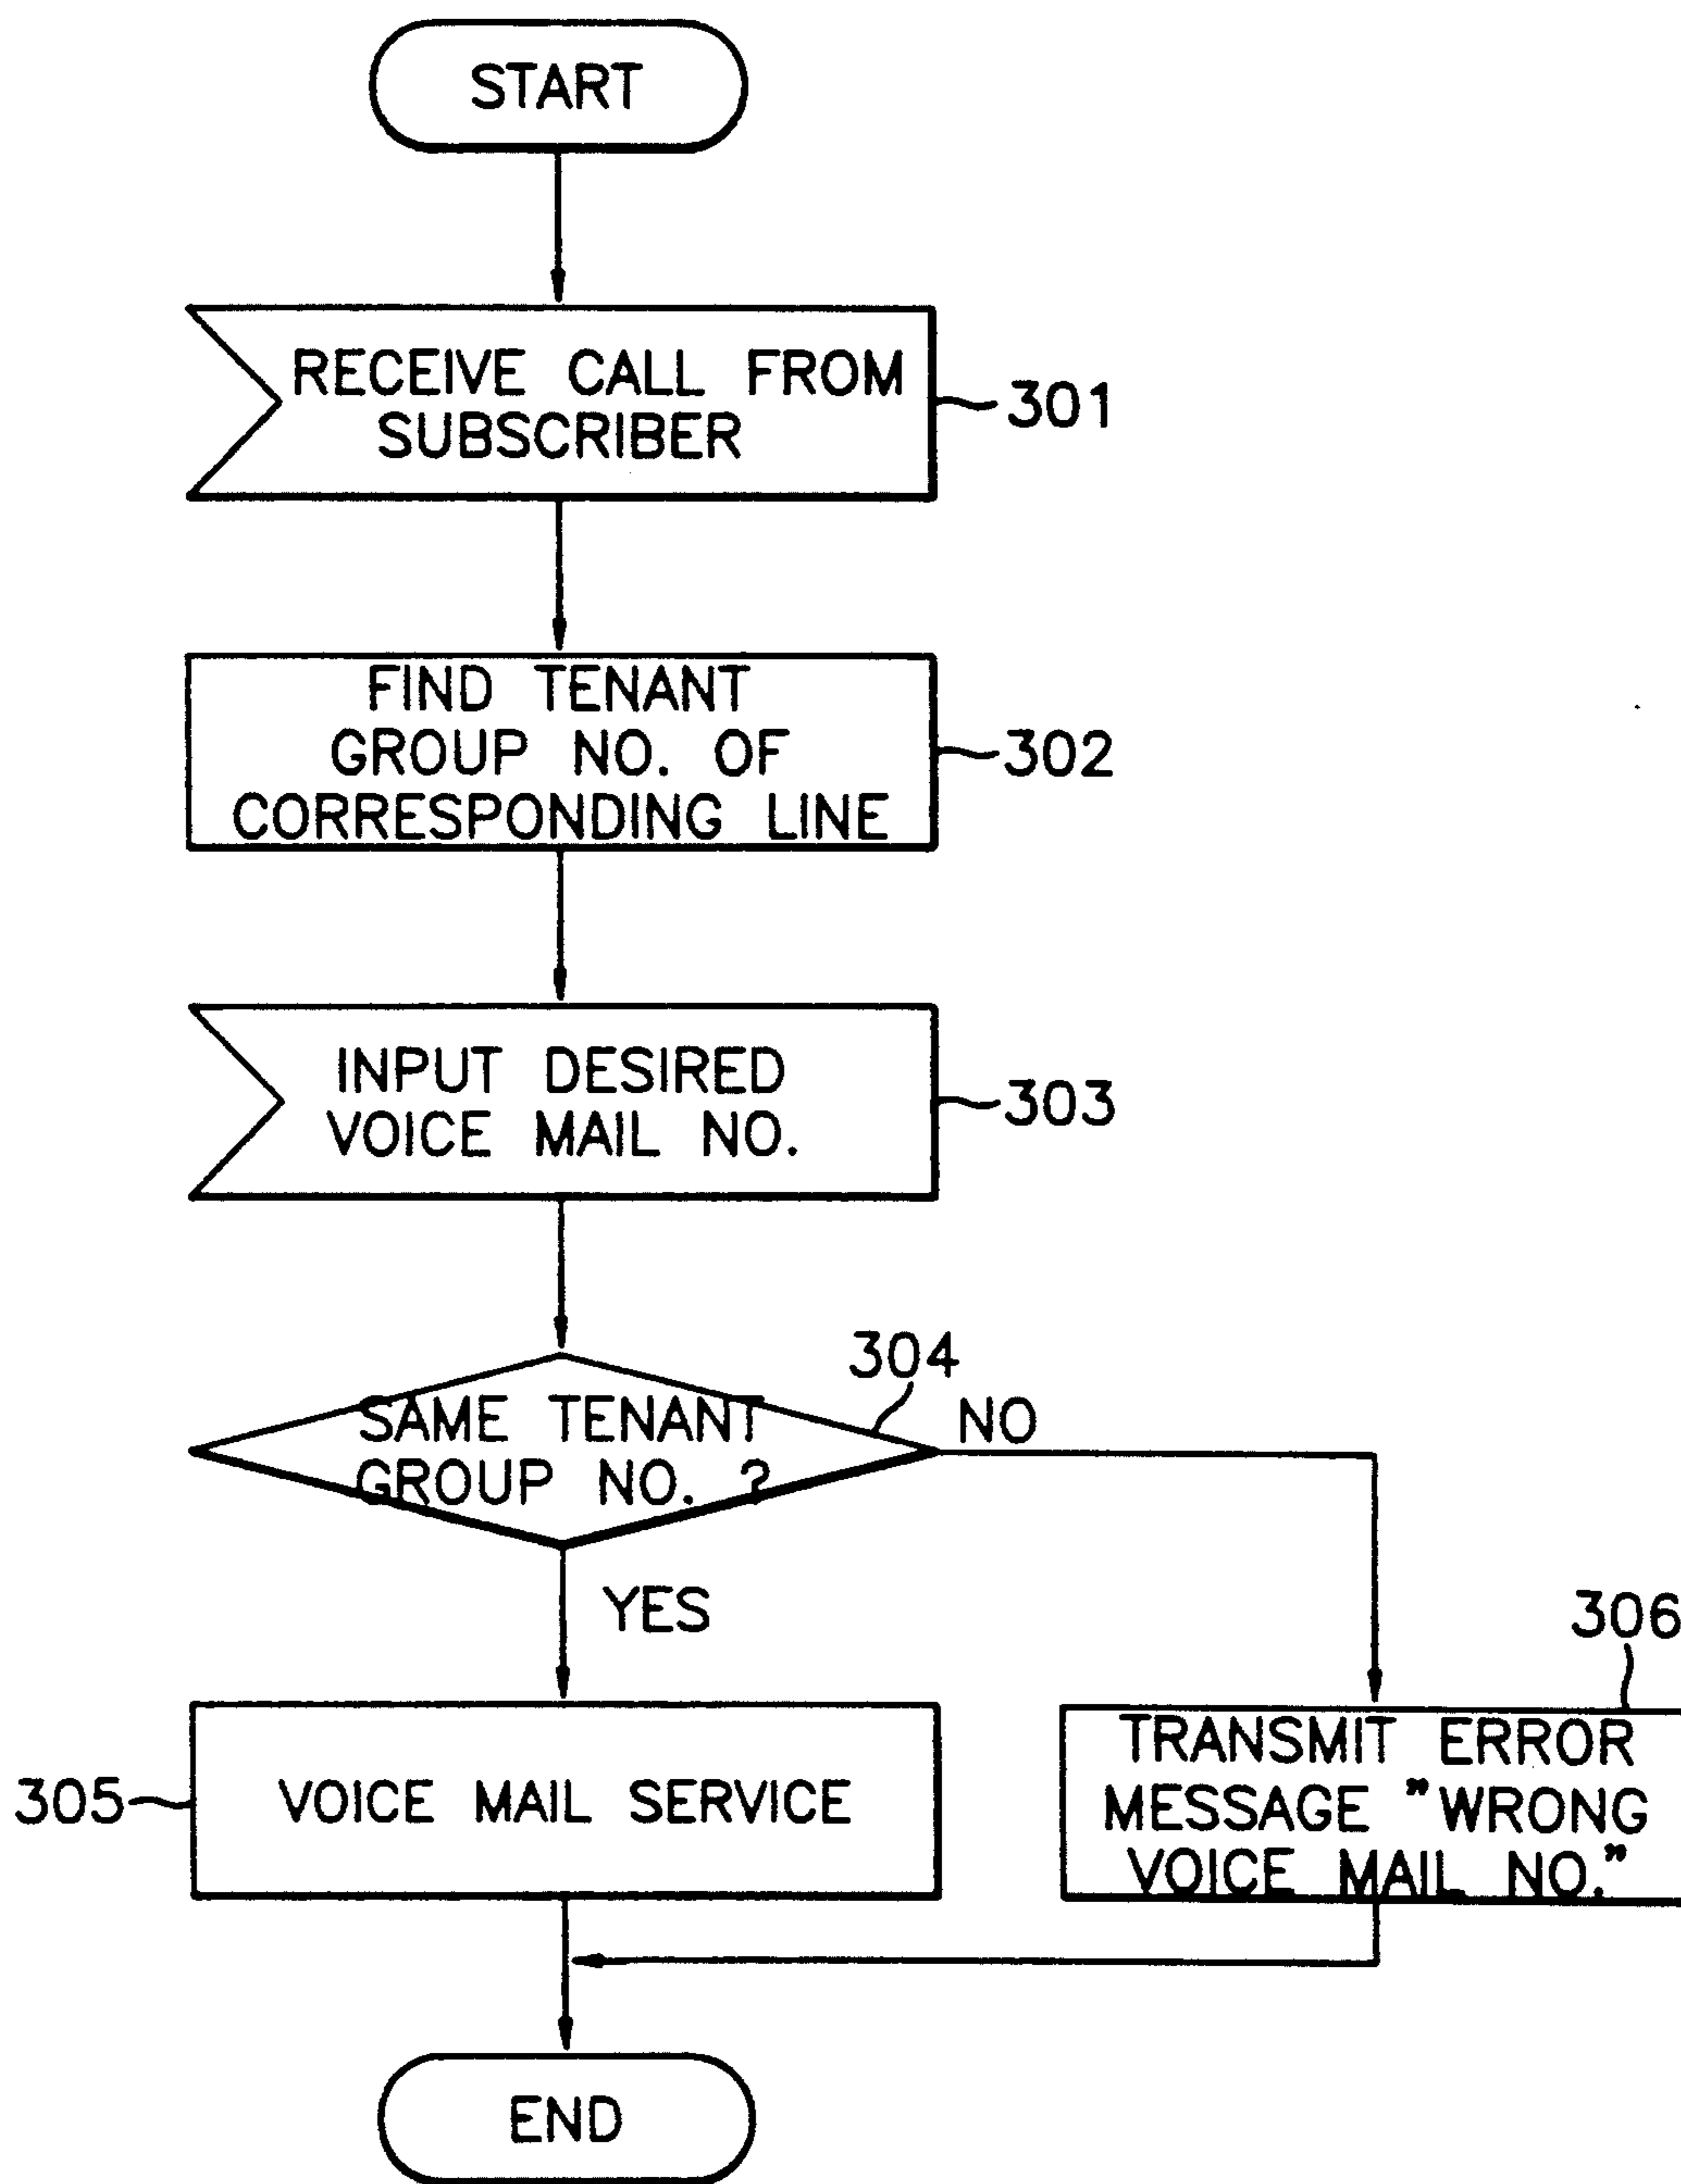 START
RECEIVE CALL FROM
SUBSCRIBER
301
FIND TENANT
GROUP NO. OF
CORRESPONDING LINE
302
INPUT DESIRED
VOICE MAIL NO.
303
304
SAME TENANT
GROUP NO. ?
NO
YES
306
305
VOICE MAIL SERVICE
TRANSMIT ERROR
MESSAGE "WRONG
VOICE MAIL NO."
END